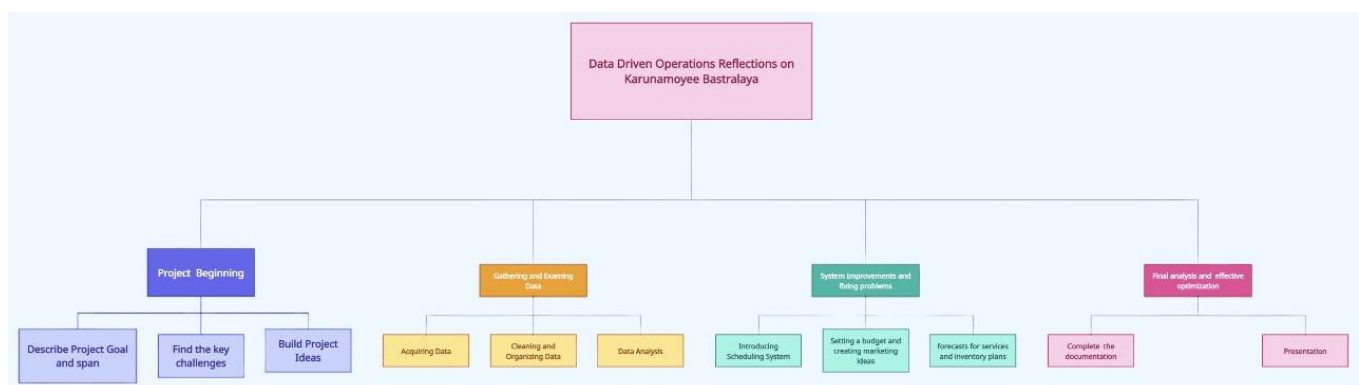 Data Driven Operations Reflections on
Karunamoyee Bastralaya
Project Beginning
Gathering and Examing
Data
System Improvements and
fixing problems
Final analysis and effective
optimization
Describe Project Goal
and span
Find the key
challenges
Build Project
Ideas
Acquiring Data
Cleaning and
Organizing Data
Data Analysis
Introducing
Scheduling System
Setting a budget and
creating marketing
ideas
forecasts for services
and inventory plans
Complete the
documentation
Presentation